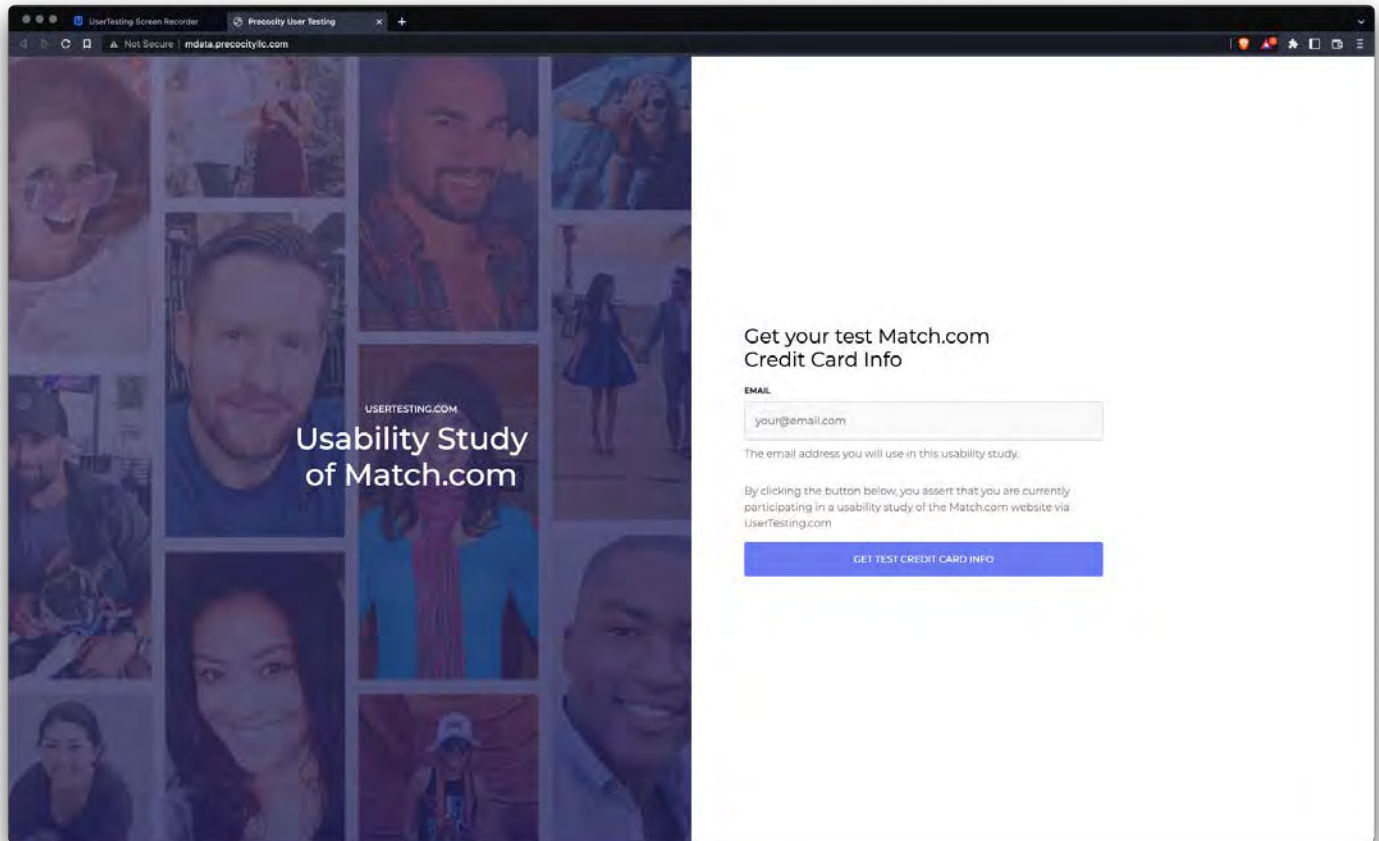 UserTesting Screen Recorder
Precocity User Testing
Not Secure | mdata.precocityllc.com
USERTESTING.COM
Usability Study
of Match.com
Get your test Match.com
Credit Card Info
EMAIL
your@email.com
The email address you will use in this usability study.
By clicking the button below, you assert that you are currently
participating in a usability study of the Match.com website via
UserTesting.com
GET TEST CREDIT CARD INFO